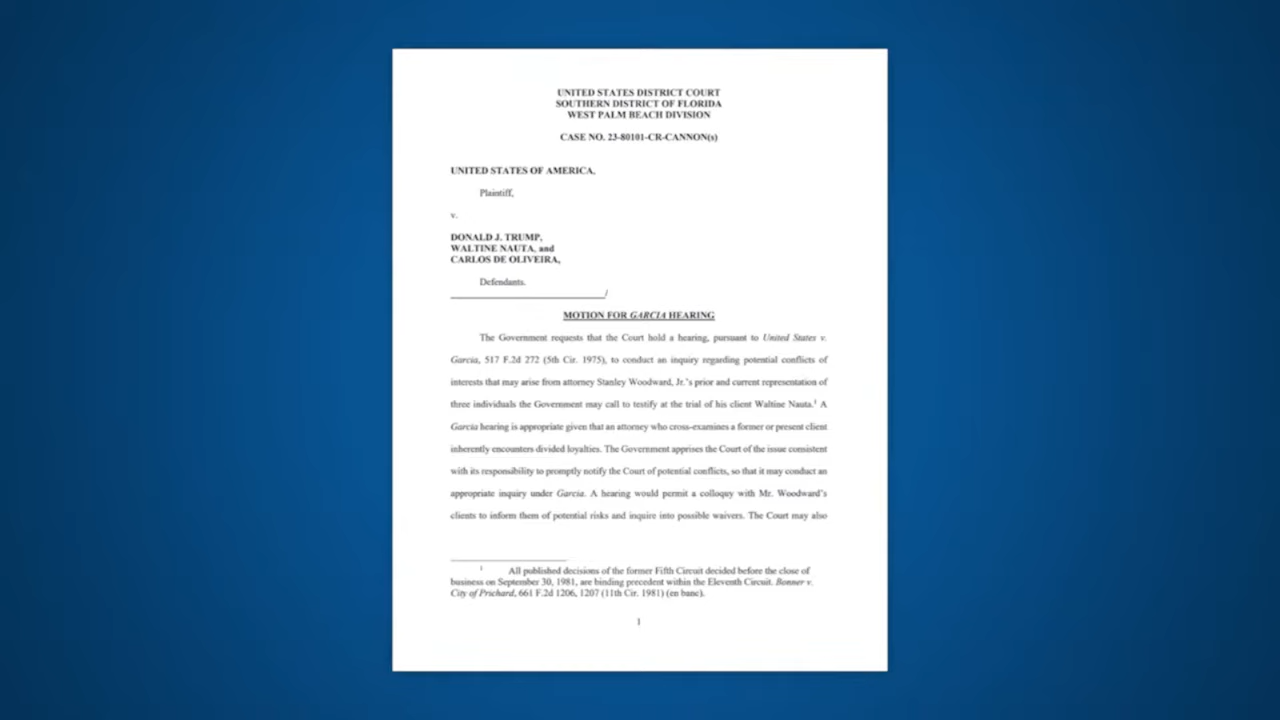 UNITED STATES DISTRICT COURT
SOUTHERN DISTRICT OF FLORIDA
WEST PALM BEACH DIVISION
CASE NO. 23-80101-CR-CANNON(s)
UNITED STATES OF AMERICA,
Plaintiff,
v.
DONALD J. TRUMP,
WALTINE NAUTA, and
CARLOS DE OLIVEIRA,
Defendants.
/
MOTION FOR GARCIA HEARING
The Government requests that the Court hold a hearing, pursuant to United States v.
Garcia, 517 F.2d 272 (5th Cir. 1975), to conduct an inquiry regarding potential conflicts of
interests that may arise from attorney Stanley Woodward, Jr.'s prior and current representation of
three individuals the Government may call to testify at the trial of his client Waltine Nauta.1 A
Garcia hearing is appropriate given that an attorney who cross-examines a former or present client
inherently encounters divided loyalties. The Government apprises the Court of the issue consistent
with its responsibility to promptly notify the Court of potential conflicts, so that it may conduct an
appropriate inquiry under Garcia. A hearing would permit a colloquy with Mr. Woodward's
clients to inform them of potential risks and inquire into possible waivers. The Court may also
1 All published decisions of the former Fifth Circuit decided before the close of
business on September 30, 1981, are binding precedent within the Eleventh Circuit. Bonner v.
City of Prichard, 661 F.2d 1206, 1207 (11th Cir. 1981) (en banc).
1